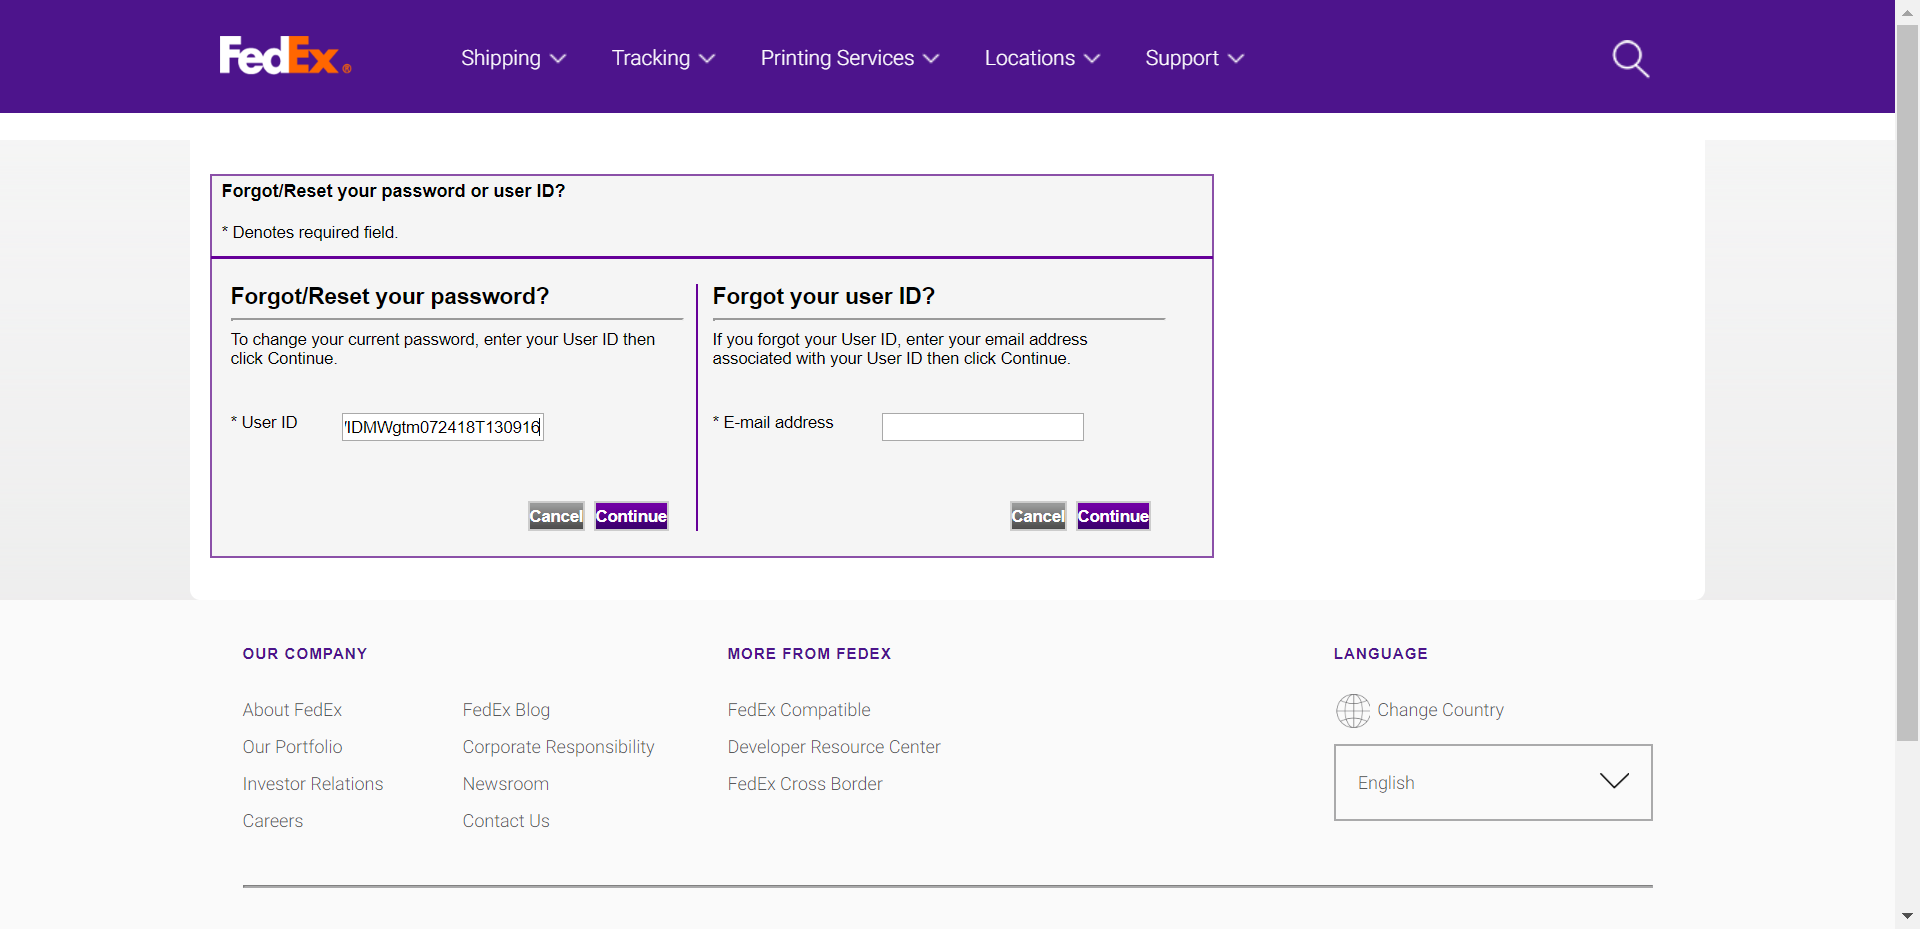 FedEx®
Shipping Tracking Printing Services Locations Support
Forgot/Reset your password or user ID?
* Denotes required field.
Forgot/Reset your password?
To change your current password, enter your User ID then
click Continue.
* User ID IDMWgtm072418T130916
Cancel Continue
Forgot your user ID?
If you forgot your User ID, enter your email address
associated with your User ID then click Continue.
* E-mail address
Cancel Continue
OUR COMPANY
About FedEx
Our Portfolio
Investor Relations
Careers
FedEx Blog
Corporate Responsibility
Newsroom
Contact Us
MORE FROM FEDEX
FedEx Compatible
Developer Resource Center
FedEx Cross Border
LANGUAGE
Change Country
English